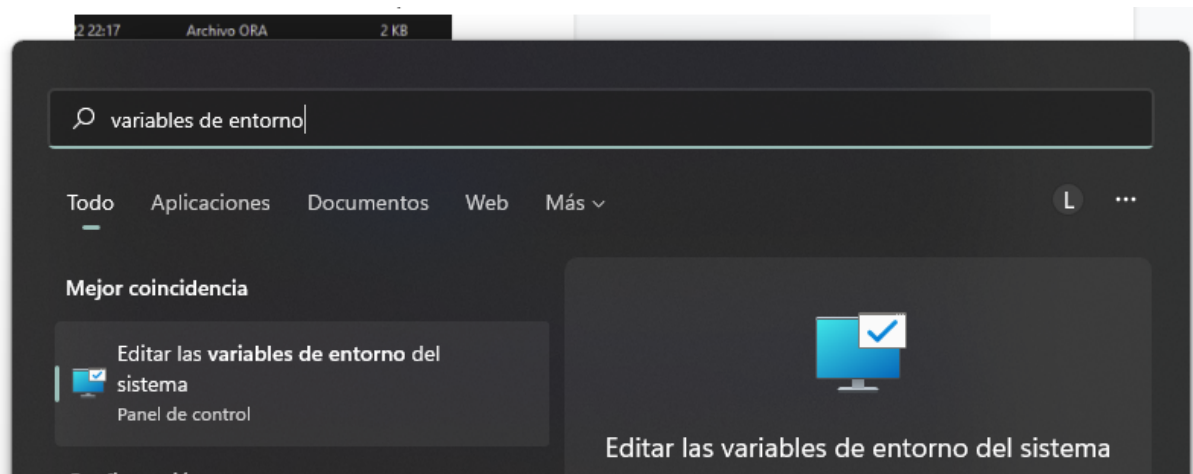 22:17 Archivo ORA 2 KB
variables de entorno
Todo Aplicaciones Documentos Web Más
L ...
Mejor coincidencia
Editar las variables de entorno del
sistema
Panel de control
Editar las variables de entorno del sistema